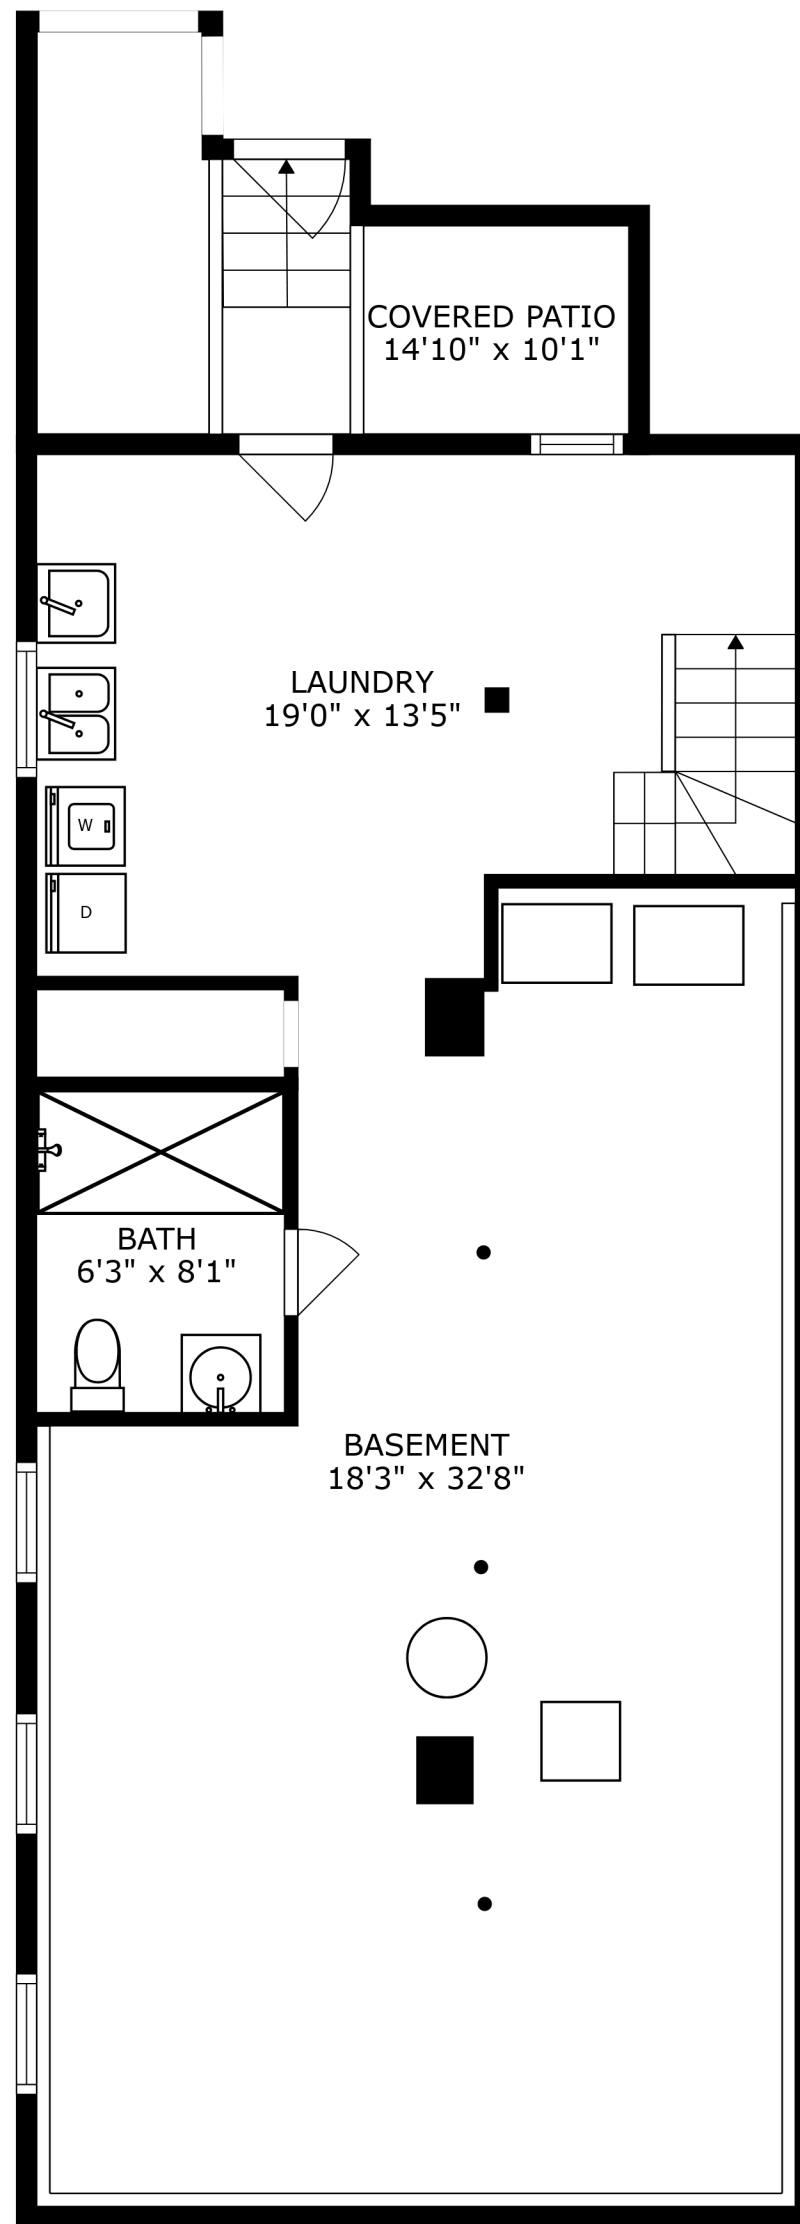 COVERED PATIO
14'10" x 10'1"
LAUNDRY
19'0" x 13'5"
W
D
BATH
6'3" x 8'1"
BASEMENT
18'3" x 32'8"